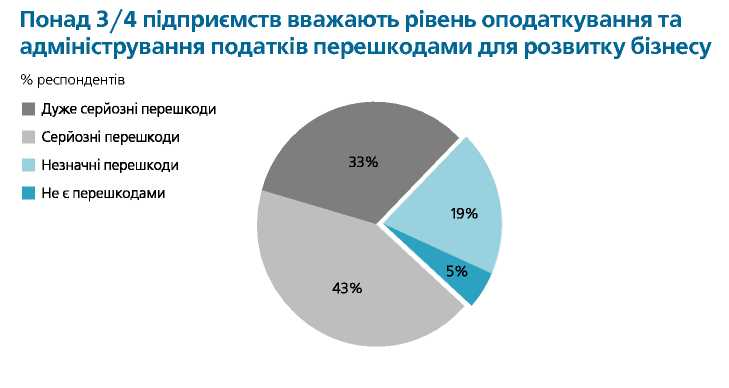 Понад 3/4 підприємств вважають рівень оподаткування та
адміністрування податків перешкодами для розвитку бізнесу
% респондентів
Дуже серйозні перешкоди
Серйозні перешкоди
Незначні перешкоди
Не є перешкодами
33%
19%
5%
43%